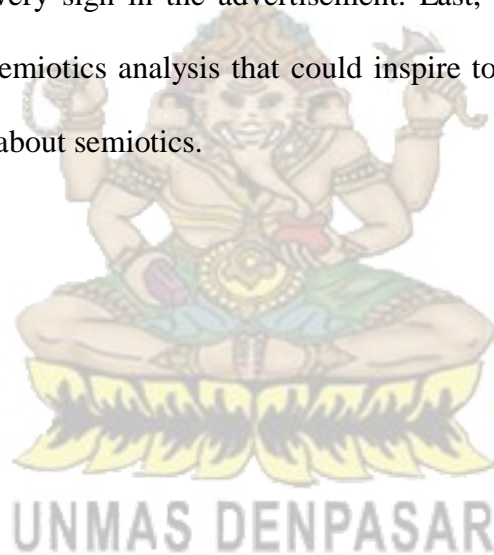 very sign in the advertisement. Last,
emiotics analysis that could inspire to
about semiotics.
UNMAS DENPASAR